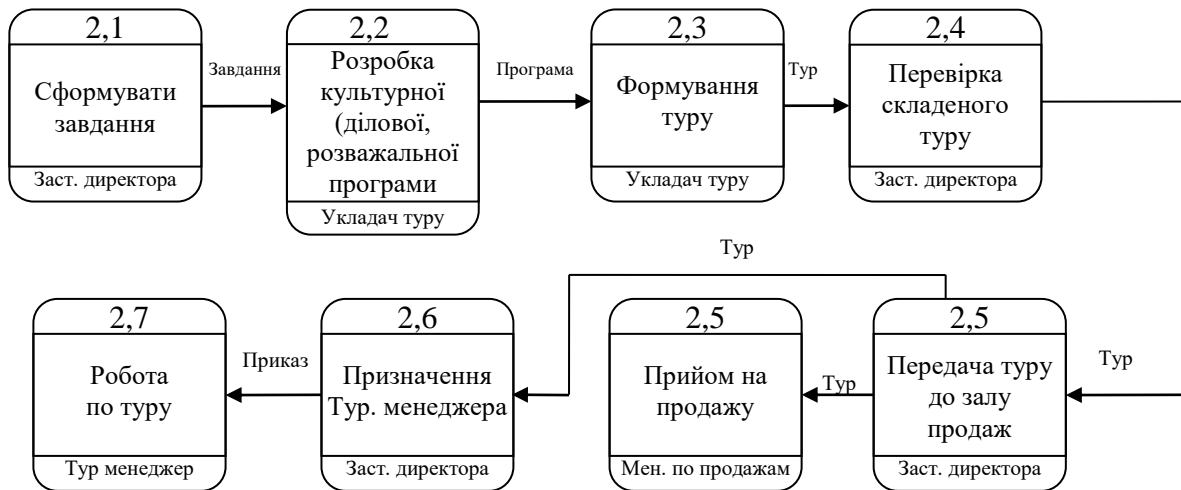 2,1
Сформувати
завдання
Заст. директора
Завдання
2,2
Розробка
культурної
(ділової,
розважальної
програми
Укладач туру
Програма
2,3
Формування
туру
Укладач туру
Тур
2,4
Перевірка
складеного
туру
Заст. директора
Тур
2,7
Робота
по туру
Тур менеджер
Приказ
2,6
Призначення
Тур. менеджера
Заст. директора
2,5
Прийом на
продажу
Мен. по продажам
Тур
2,5
Передача туру
до залу
продаж
Заст. директора
Тур